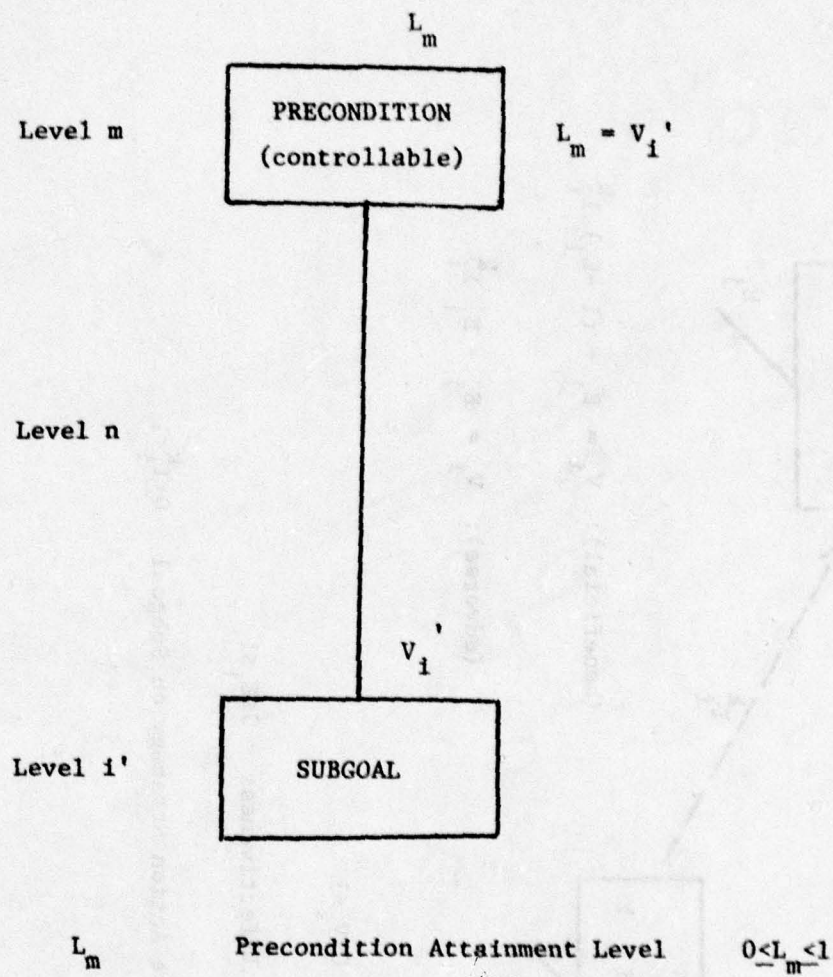 L_m
PRECONDITION
Level m
L_m = V_i'
(controllable)
Level n
V_i'
Level i'
SUBGOAL
L_m Precondition Attainment Level 0≤L_m≤1